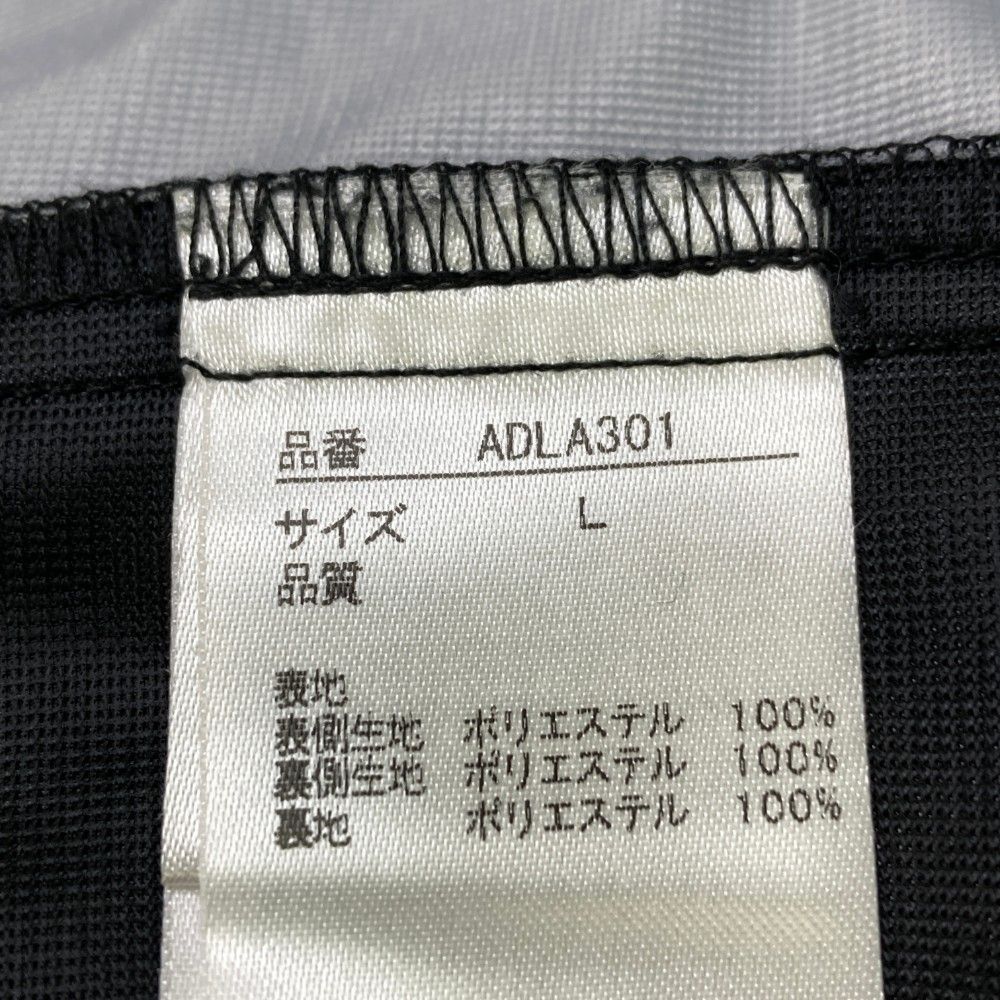 品番 ADLA301
サイズ L
品質
表地
表側生地 ポリエステル 100%
裏側生地 ポリエステル 100%
裏地 ポリエステル 100%